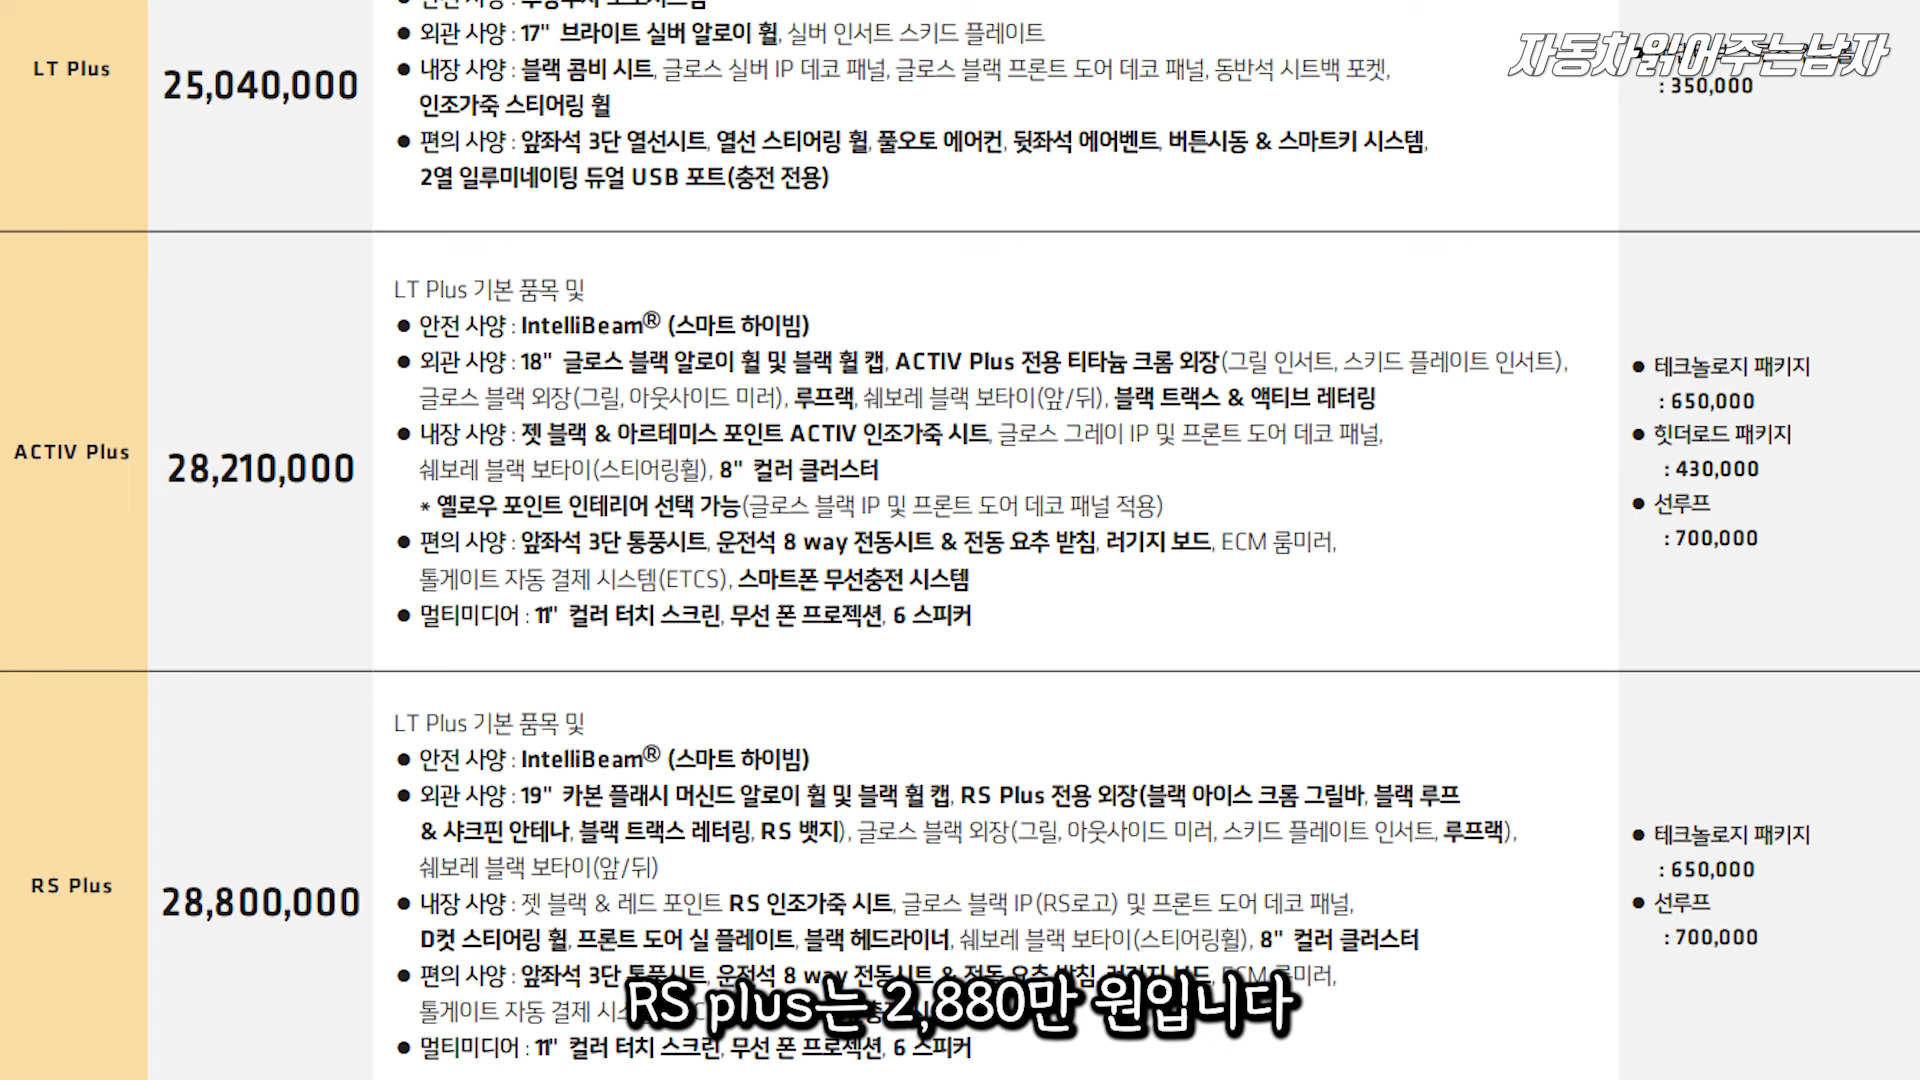 자동차읽어주는남자
LT Plus
25,040,000
외관 사양 : 17" 브라이트 실버 알로이 휠, 실버 인서트 스키드 플레이트
내장 사양 : 블랙 콤비 시트, 글로스 실버 IP 데코 패널, 글로스 블랙 프론트 도어 데코 패널, 동반석 시트백 포켓,
인조가죽 스티어링 휠
편의 사양 : 앞좌석 3단 열선시트, 열선 스티어링 휠, 풀오토 에어컨, 뒷좌석 에어벤트, 버튼시동 & 스마트키 시스템,
2열 일루미네이팅 듀얼 USB 포트(충전 전용)
: 350,000
ACTIV Plus
28,210,000
LT Plus 기본 품목 및
안전 사양 : IntelliBeam® (스마트 하이빔)
외관 사양 : 18" 글로스 블랙 알로이 휠 및 블랙 휠 캡, ACTIV Plus 전용 티타늄 크롬 외장(그릴 인서트, 스키드 플레이트 인서트),
글로스 블랙 외장(그릴, 아웃사이드 미러), 루프랙, 쉐보레 블랙 보타이(앞/뒤), 블랙 트랙스 & 액티브 레터링
내장 사양 : 젯 블랙 & 아르테미스 포인트 ACTIV 인조가죽 시트, 글로스 그레이 IP 및 프론트 도어 데코 패널,
쉐보레 블랙 보타이(스티어링휠), 8" 컬러 클러스터
* 옐로우 포인트 인테리어 선택 가능(글로스 블랙 IP 및 프론트 도어 데코 패널 적용)
편의 사양 : 앞좌석 3단 통풍시트, 운전석 8 way 전동시트 & 전동 요추 받침, 러기지 보드, ECM 룸미러,
톨게이트 자동 결제 시스템(ETCS), 스마트폰 무선충전 시스템
멀티미디어 : 11" 컬러 터치 스크린, 무선 폰 프로젝션, 6 스피커
테크놀로지 패키지
: 650,000
힛더로드 패키지
: 430,000
선루프
: 700,000
RS Plus
28,800,000
LT Plus 기본 품목 및
안전 사양 : IntelliBeam® (스마트 하이빔)
외관 사양 : 19" 카본 플래시 머신드 알로이 휠 및 블랙 휠 캡, RS Plus 전용 외장(블랙 아이스 크롬 그릴바, 블랙 루프
& 샤크핀 안테나, 블랙 트랙스 레터링, RS 뱃지), 글로스 블랙 외장(그릴, 아웃사이드 미러, 스키드 플레이트 인서트, 루프랙),
쉐보레 블랙 보타이(앞/뒤)
내장 사양 : 젯 블랙 & 레드 포인트 RS 인조가죽 시트, 글로스 블랙 IP(RS로고) 및 프론트 도어 데코 패널,
D컷 스티어링 휠, 프론트 도어 실 플레이트, 블랙 헤드라이너, 쉐보레 블랙 보타이(스티어링휠), 8" 컬러 클러스터
편의 사양 : 앞좌석 3단 통풍시트, 운전석 8 way 전동시트 & 전동 요추 받침, 러기지 보드, ECM 룸미러,
톨게이트 자동 결제
멀티미디어 : 11" 컬러 터치 스크린, 무선 폰 프로젝션, 6 스피커
테크놀로지 패키지
: 650,000
선루프
: 700,000
RS plus는 2,880만 원입니다